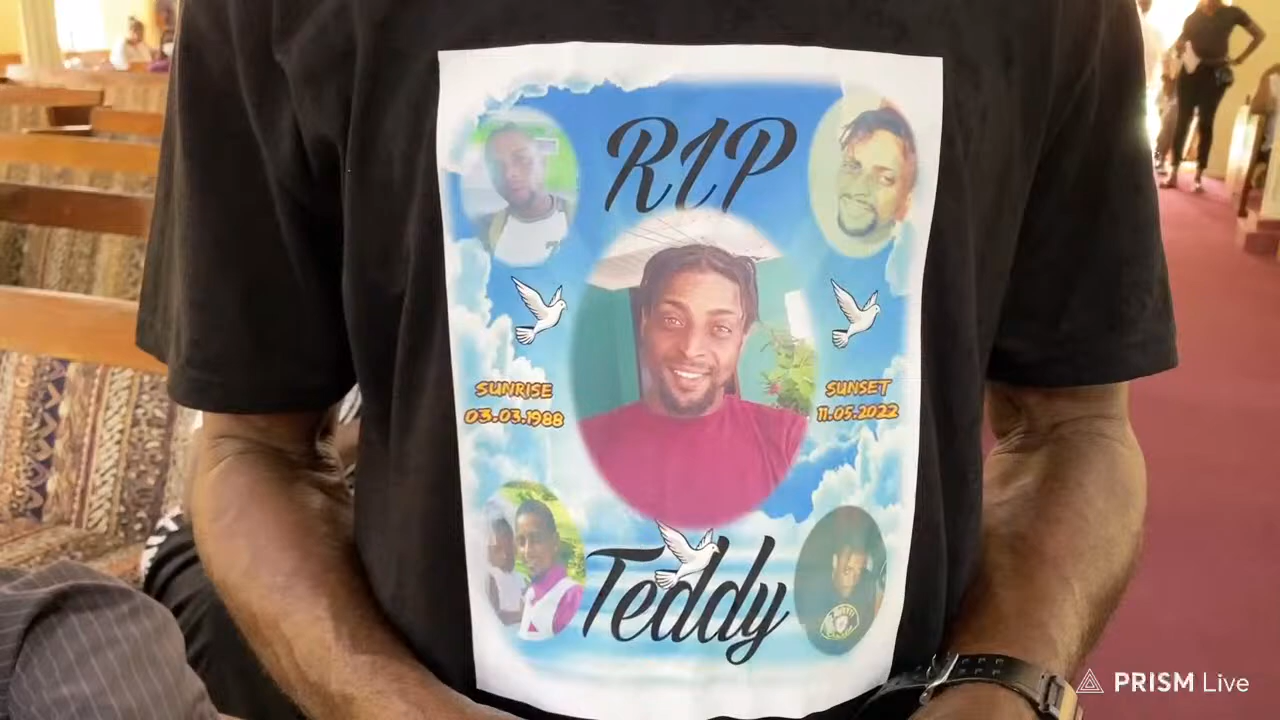 RIP
SUNRISE
03.03.1988
SUNSET
11.05.2022
Teddy
PRISM Live